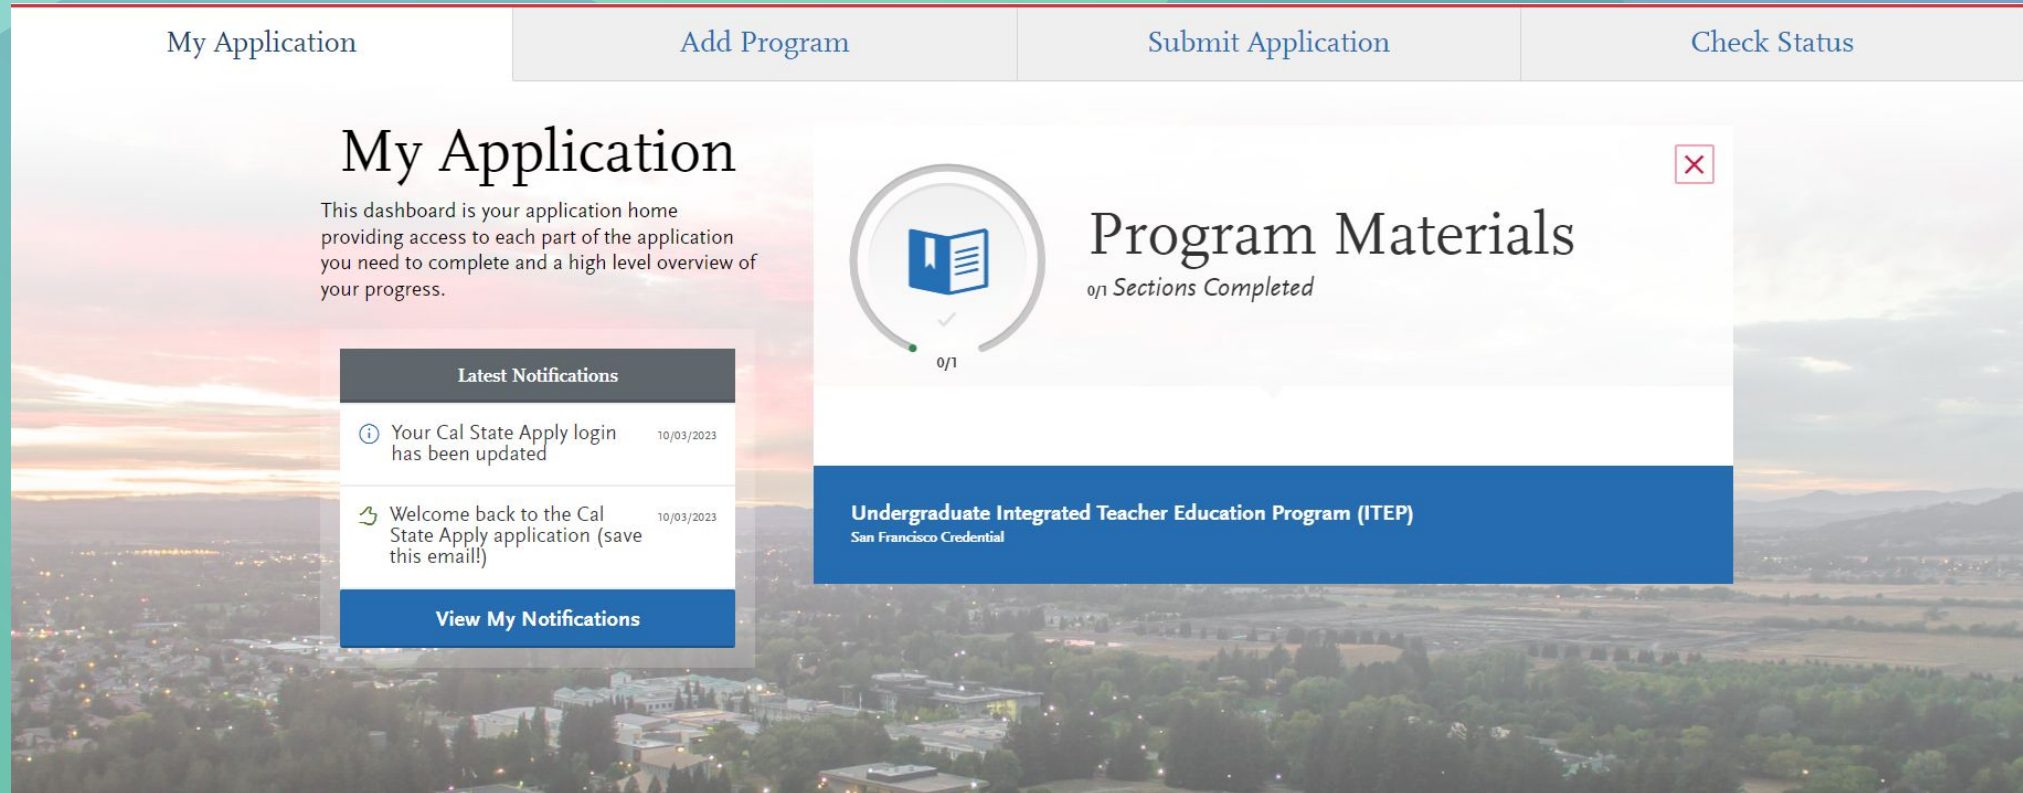 My Application
Add Program
Submit Application
Check Status
My Application
This dashboard is your application home
providing access to each part of the application
you need to complete and a high level overview of
your progress.
Latest Notifications
Your Cal State Apply login
has been updated
10/03/2023
Welcome back to the Cal
State Apply application (save
this email!)
10/03/2023
View My Notifications
Program Materials
0/1 Sections Completed
0/1
Undergraduate Integrated Teacher Education Program (ITEP)
San Francisco Credential